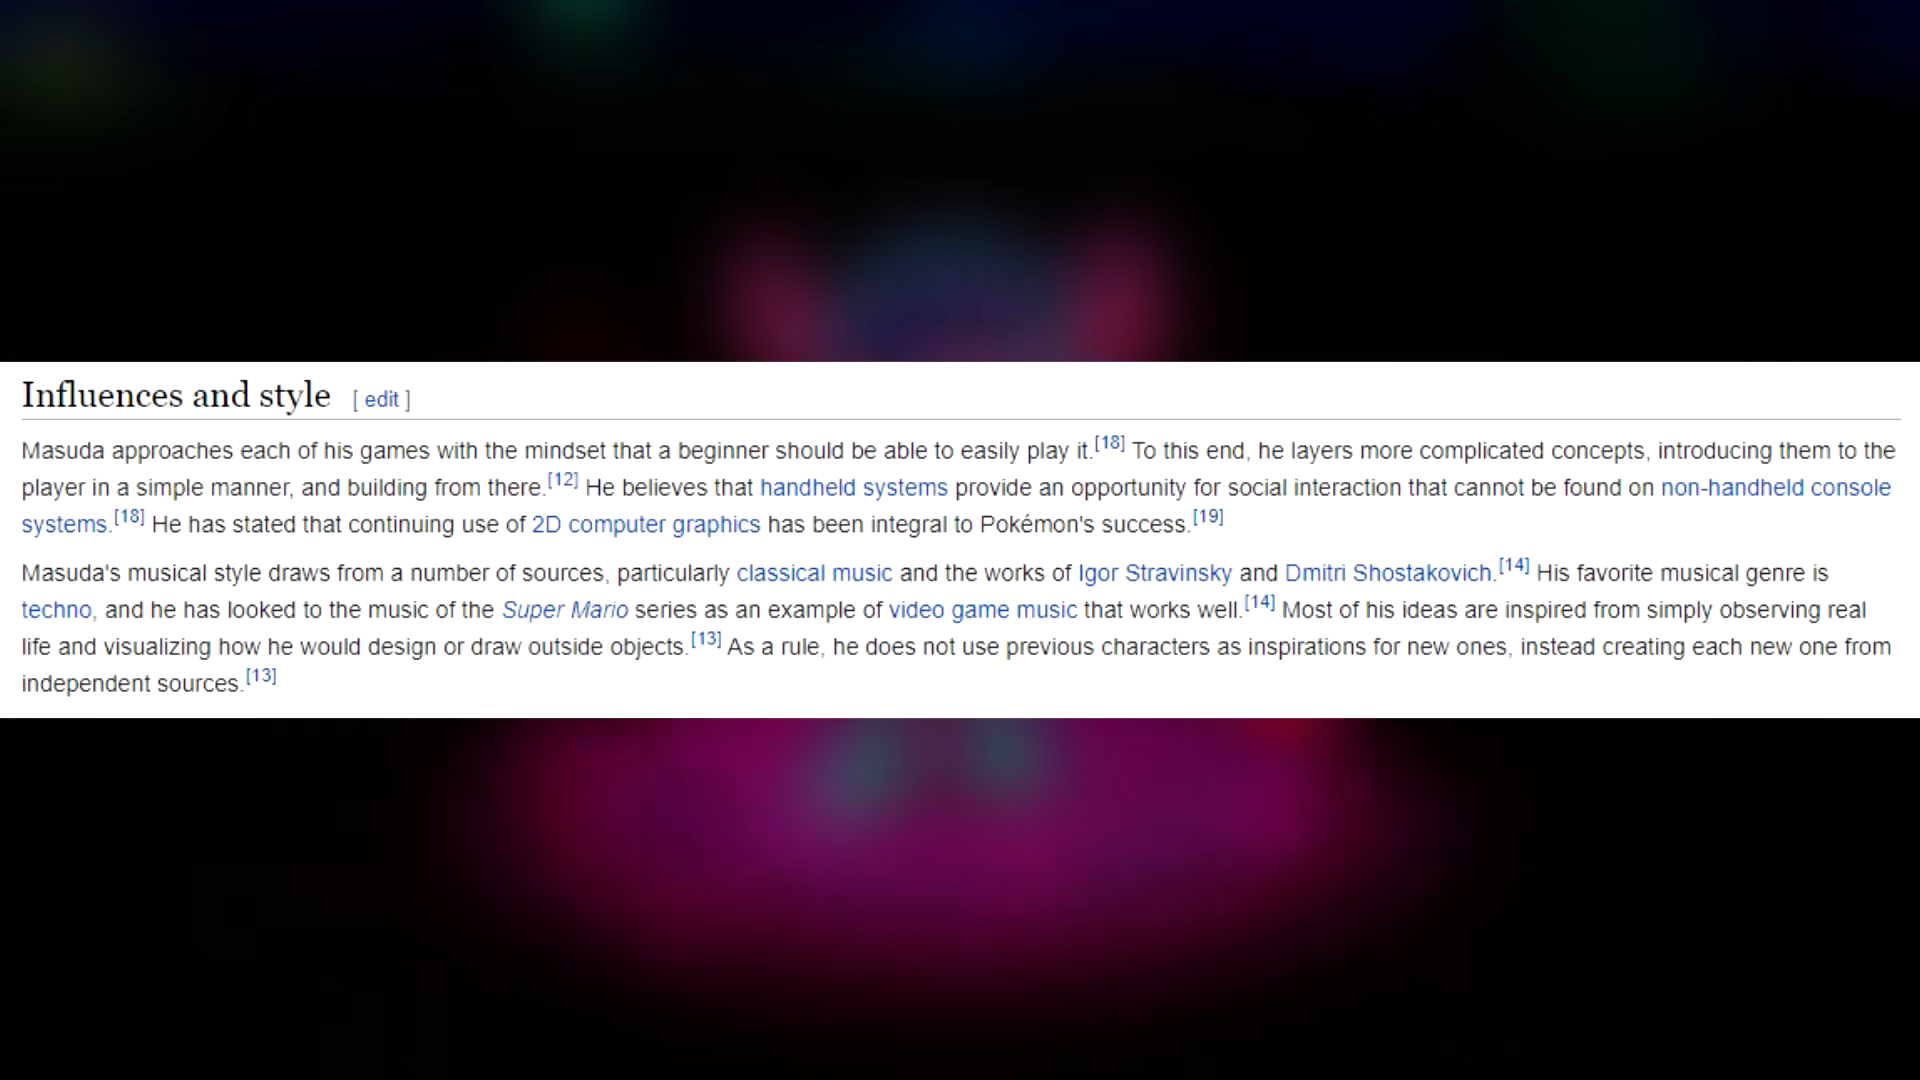 Influences and style [ edit ]
Masuda approaches each of his games with the mindset that a beginner should be able to easily play it.[18] To this end, he layers more complicated concepts, introducing them to the
player in a simple manner, and building from there.[12] He believes that handheld systems provide an opportunity for social interaction that cannot be found on non-handheld console
systems.[18] He has stated that continuing use of 2D computer graphics has been integral to Pokémon's success.[19]
Masuda's musical style draws from a number of sources, particularly classical music and the works of Igor Stravinsky and Dmitri Shostakovich.[14] His favorite musical genre is
techno, and he has looked to the music of the Super Mario series as an example of video game music that works well.[14] Most of his ideas are inspired from simply observing real
life and visualizing how he would design or draw outside objects.[13] As a rule, he does not use previous characters as inspirations for new ones, instead creating each new one from
independent sources.[13]